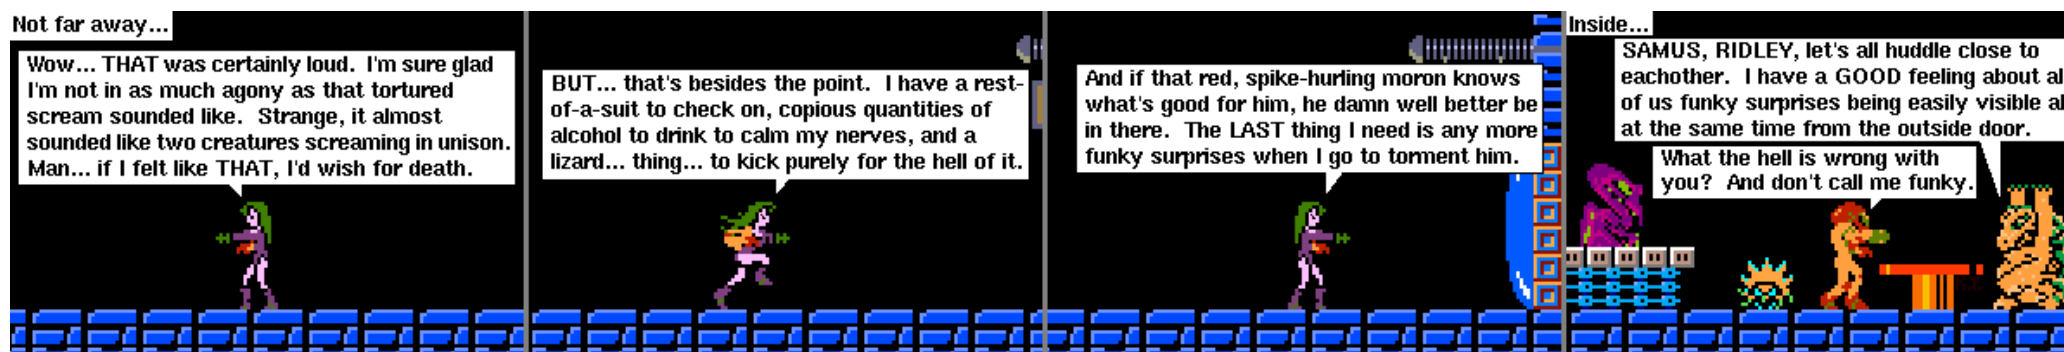 Not far away...
Wow... THAT was certainly loud.  I'm sure glad
I'm not in as much agony as that tortured
scream sounded like.  Strange, it almost
sounded like two creatures screaming in unison.
Man... if I felt like THAT, I'd wish for death.
BUT... that's besides the point.  I have a rest-
of-a-suit to check on, copious quantities of
alcohol to drink to calm my nerves, and a
lizard... thing... to kick purely for the hell of it.
And if that red, spike-hurling moron knows
what's good for him, he damn well better be
in there.  The LAST thing I need is any more
funky surprises when I go to torment him.
Inside...
SAMUS, RIDLEY, let's all huddle close to
eachother.  I have a GOOD feeling about al
of us funky surprises being easily visible al
at the same time from the outside door.
What the hell is wrong with
you?  And don't call me funky.